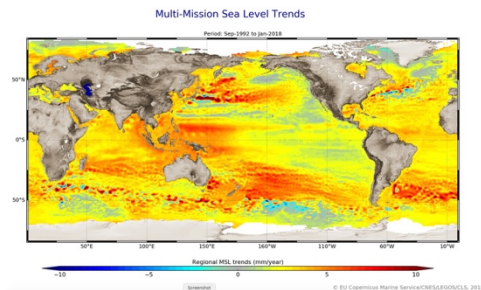 Multi-Mission Sea Level Trends
Period: Sep-1992 to Jan-2018
50°N
0°N
50°S
50°E
100°E
150°E
160°W
110°W
60°W
10°W
Regional MSL trends (mm/year)
−10
−5
0
5
10
Screenshot
© EU Copernicus Marine Service/CNES/LEGOS/CLS, 201